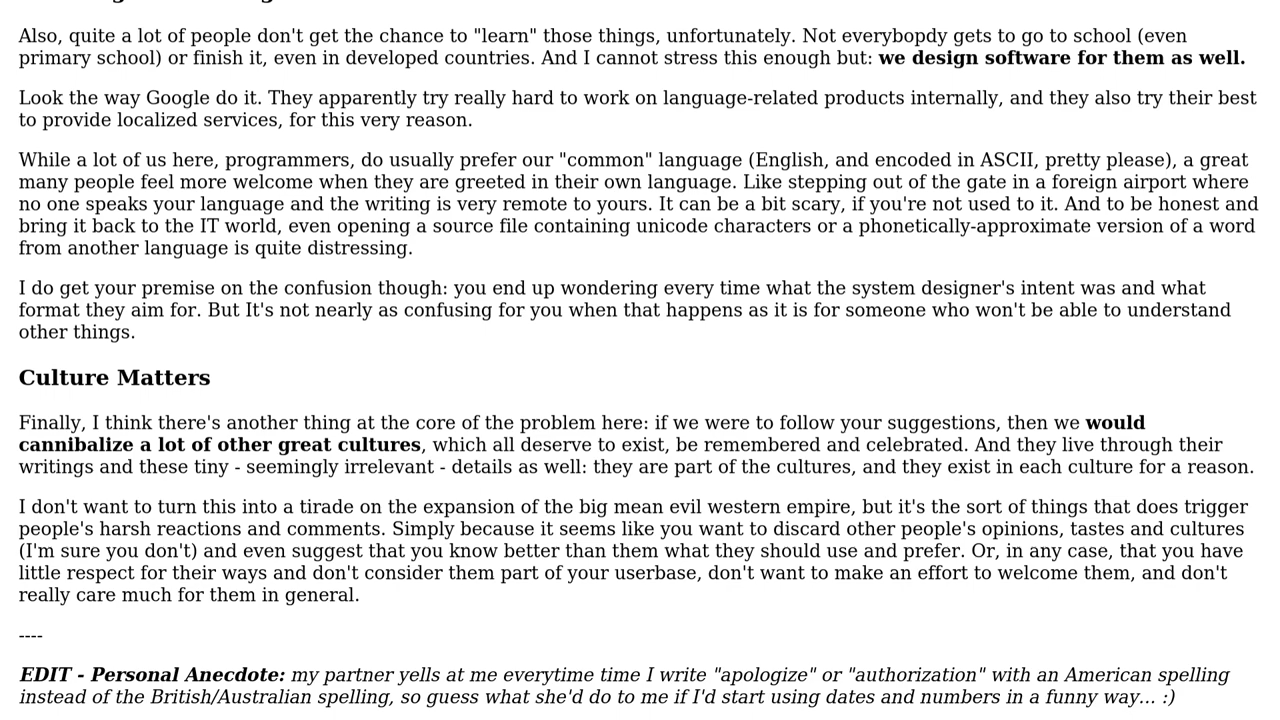 Also, quite a lot of people don't get the chance to "learn" those things, unfortunately. Not everybopdy gets to go to school (even
primary school) or finish it, even in developed countries. And I cannot stress this enough but: we design software for them as well.
Look the way Google do it. They apparently try really hard to work on language-related products internally, and they also try their best
to provide localized services, for this very reason.
While a lot of us here, programmers, do usually prefer our "common" language (English, and encoded in ASCII, pretty please), a great
many people feel more welcome when they are greeted in their own language. Like stepping out of the gate in a foreign airport where
no one speaks your language and the writing is very remote to yours. It can be a bit scary, if you're not used to it. And to be honest and
bring it back to the IT world, even opening a source file containing unicode characters or a phonetically-approximate version of a word
from another language is quite distressing.
I do get your premise on the confusion though: you end up wondering every time what the system designer's intent was and what
format they aim for. But It's not nearly as confusing for you when that happens as it is for someone who won't be able to understand
other things.
Culture Matters
Finally, I think there's another thing at the core of the problem here: if we were to follow your suggestions, then we would
cannibalize a lot of other great cultures, which all deserve to exist, be remembered and celebrated. And they live through their
writings and these tiny - seemingly irrelevant - details as well: they are part of the cultures, and they exist in each culture for a reason.
I don't want to turn this into a tirade on the expansion of the big mean evil western empire, but it's the sort of things that does trigger
people's harsh reactions and comments. Simply because it seems like you want to discard other people's opinions, tastes and cultures
(I'm sure you don't) and even suggest that you know better than them what they should use and prefer. Or, in any case, that you have
little respect for their ways and don't consider them part of your userbase, don't want to make an effort to welcome them, and don't
really care much for them in general.
----
EDIT - Personal Anecdote: my partner yells at me everytime time I write "apologize" or "authorization" with an American spelling
instead of the British/Australian spelling, so guess what she'd do to me if I'd start using dates and numbers in a funny way... :)